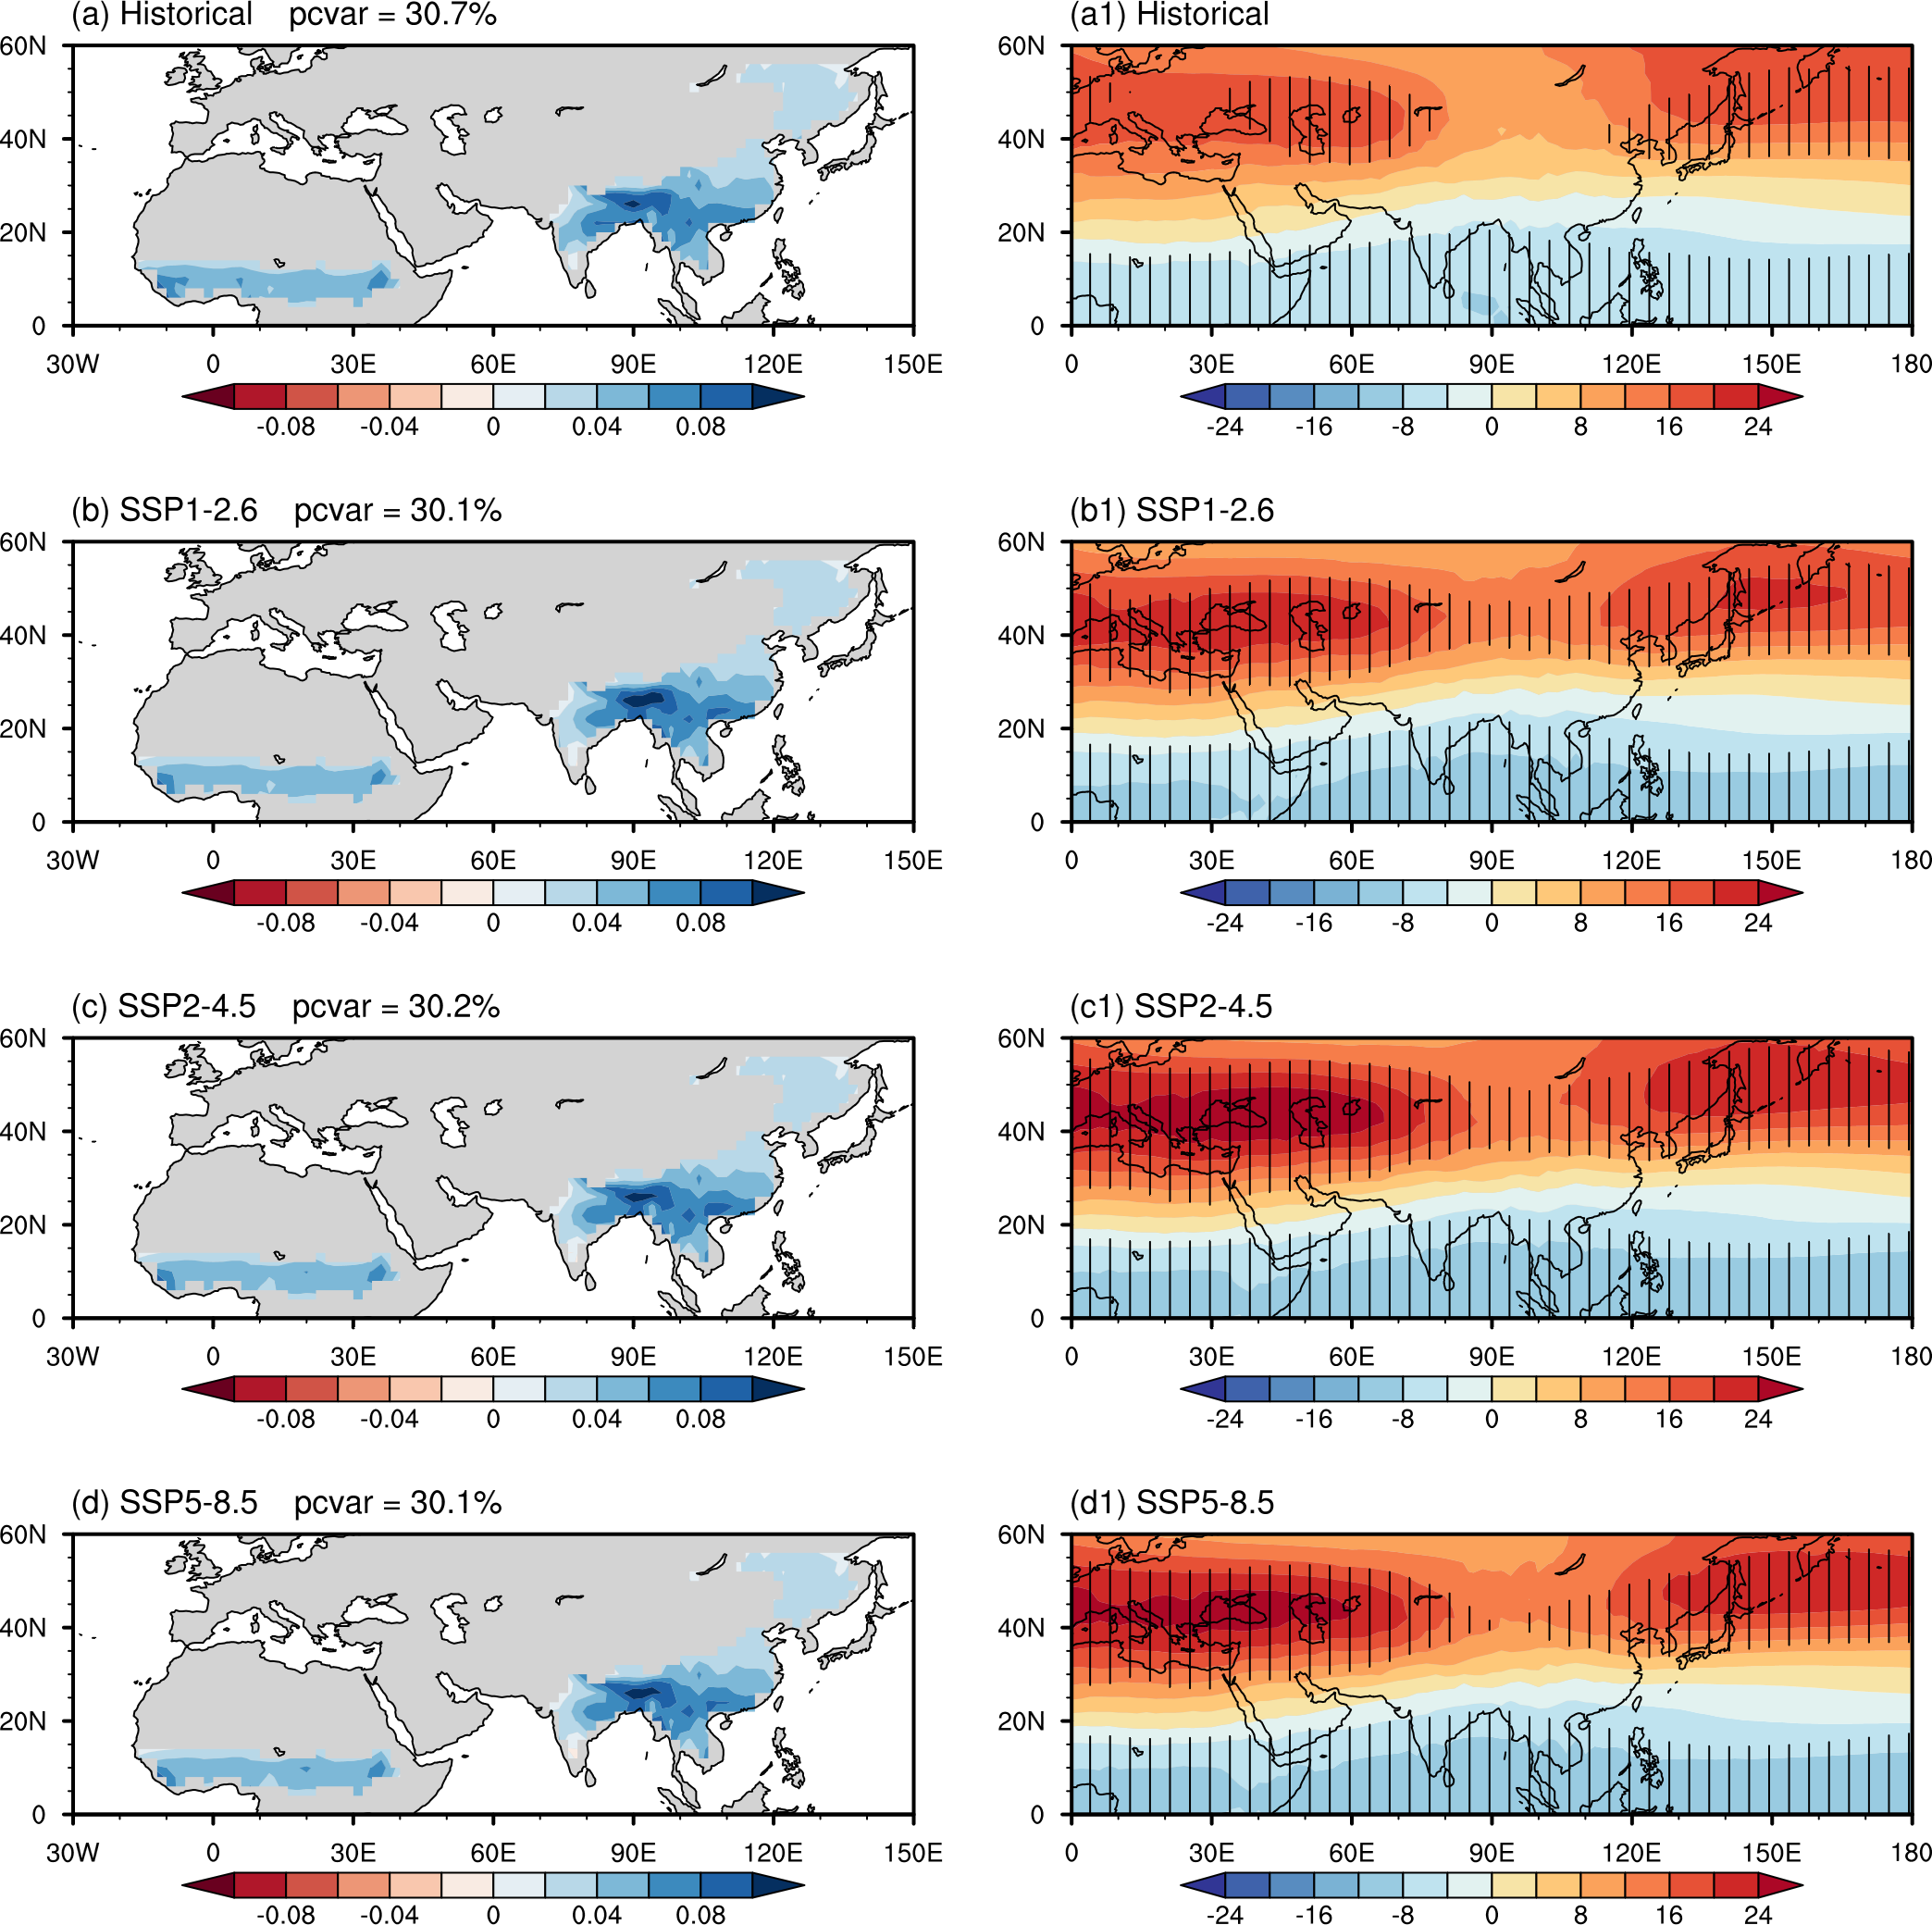 (a) Historical pcvar = 30.7%
60N
40N
20N
0
30W 0 30E 60E 90E 120E 150E
-0.08 -0.04 0 0.04 0.08
(a1) Historical
60N
40N
20N
0
0 30E 60E 90E 120E 150E 180
-24 -16 -8 0 8 16 24
(b) SSP1-2.6 pcvar = 30.1%
60N
40N
20N
0
30W 0 30E 60E 90E 120E 150E
-0.08 -0.04 0 0.04 0.08
(b1) SSP1-2.6
60N
40N
20N
0
0 30E 60E 90E 120E 150E 180
-24 -16 -8 0 8 16 24
(c) SSP2-4.5 pcvar = 30.2%
60N
40N
20N
0
30W 0 30E 60E 90E 120E 150E
-0.08 -0.04 0 0.04 0.08
(c1) SSP2-4.5
60N
40N
20N
0
0 30E 60E 90E 120E 150E 180
-24 -16 -8 0 8 16 24
(d) SSP5-8.5 pcvar = 30.1%
60N
40N
20N
0
30W 0 30E 60E 90E 120E 150E
-0.08 -0.04 0 0.04 0.08
(d1) SSP5-8.5
60N
40N
20N
0
0 30E 60E 90E 120E 150E 180
-24 -16 -8 0 8 16 24